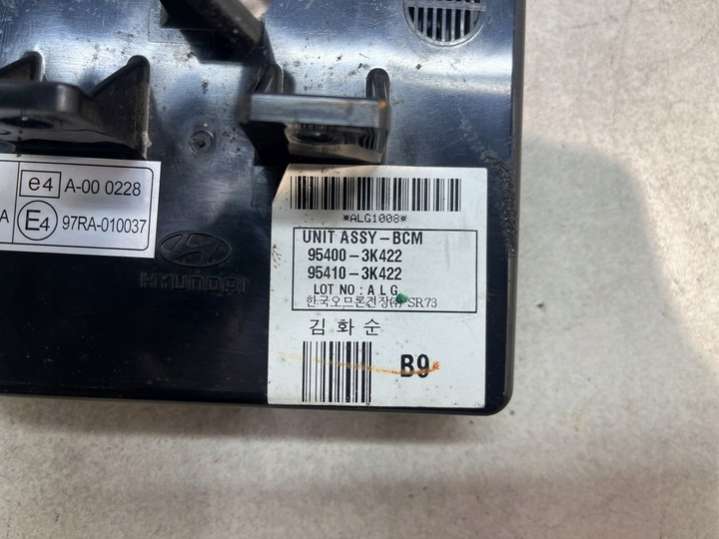 e4 A-00 0228
A E4 97RA-010037
HYUNDAI
*ALG1008*
UNIT ASSY-BCM
95400-3K422
95410-3K422
LOT NO: A L G
한국오므론전장(주) SR73
김 화 순
B9